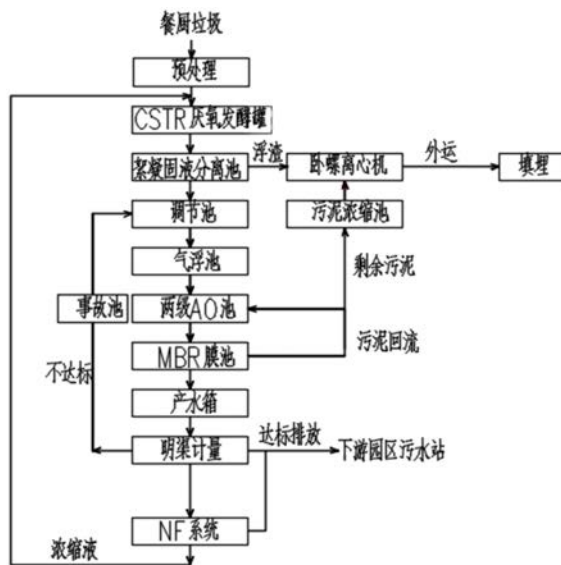 餐厨垃圾
预处理
CSTR厌氧发酵罐
絮凝固液分离池
浮渣
卧螺离心机
外运
填埋
调节池
污泥浓缩池
气浮池
剩余污泥
事故池
两级AO池
污泥回流
MBR膜池
不达标
产水箱
达标排放
明渠计量
下游园区污水站
NF系统
浓缩液